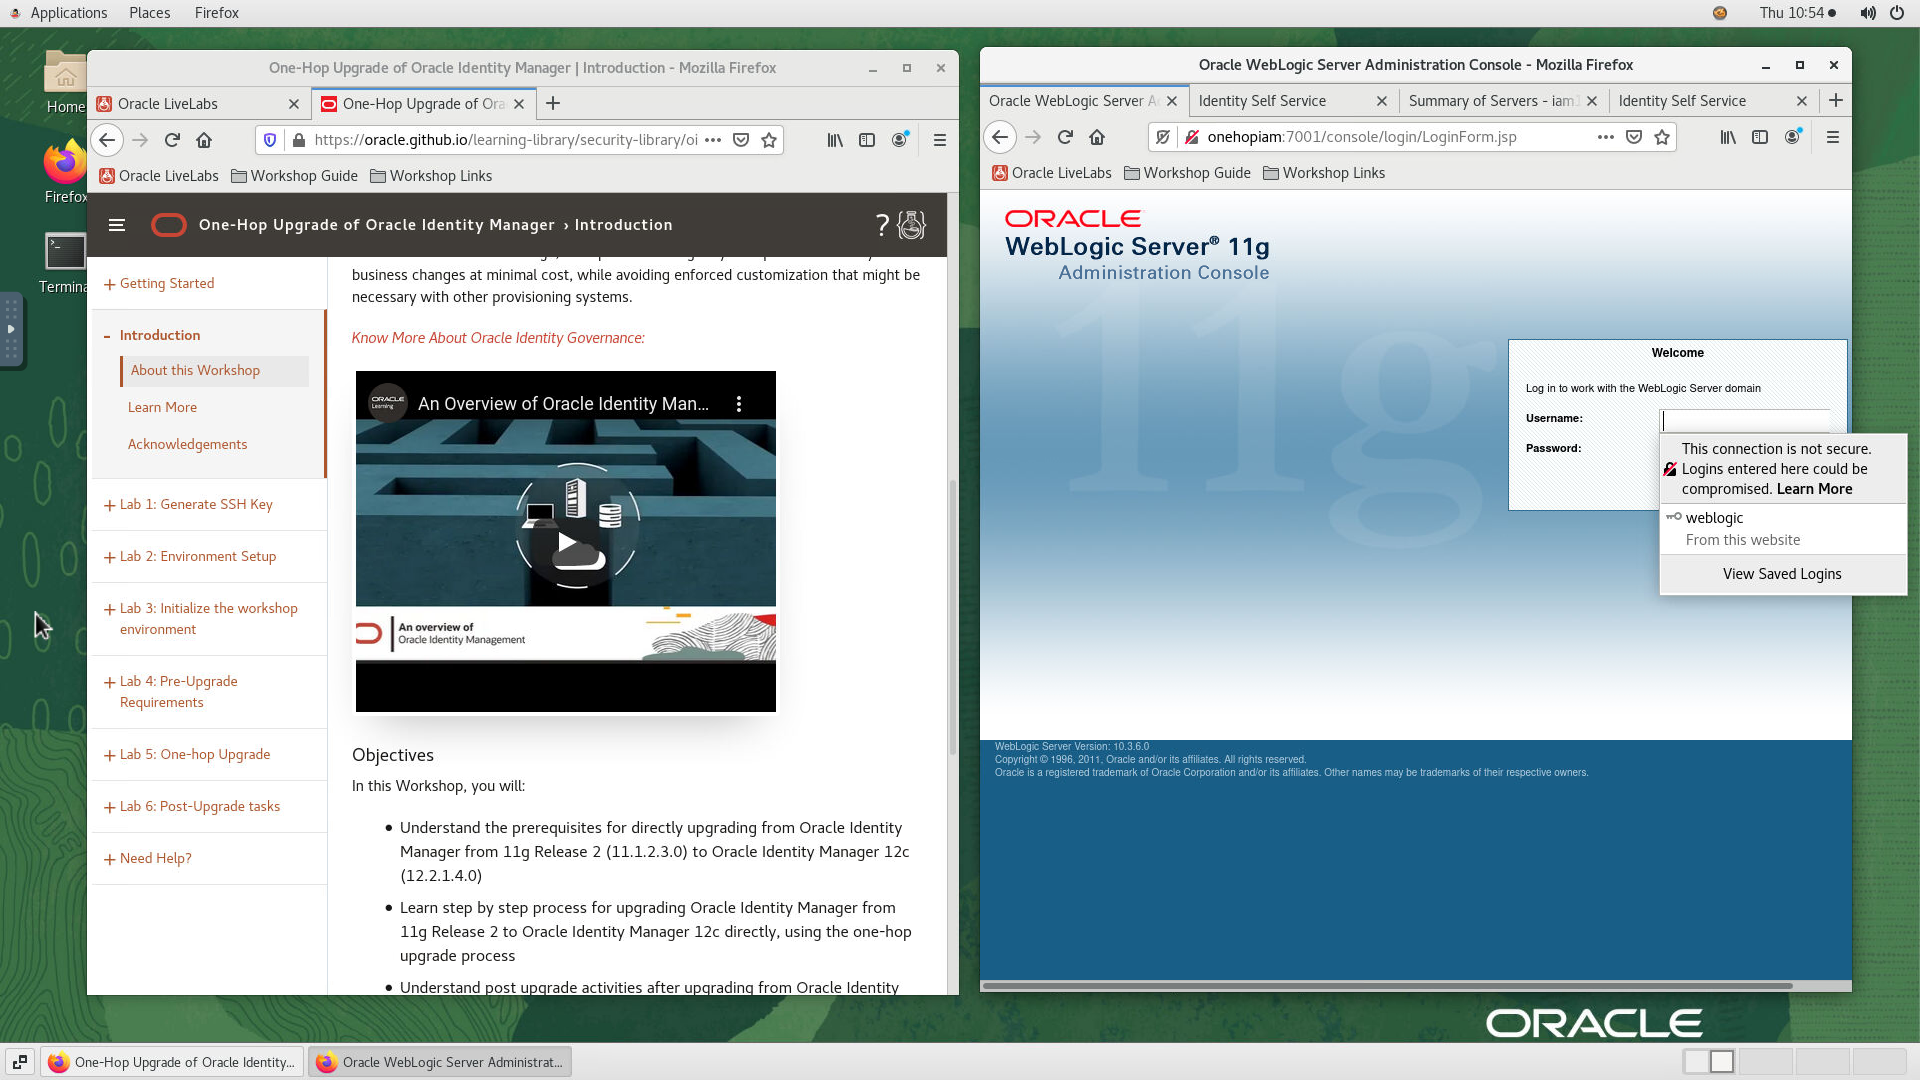 Applications
Places
Firefox
Thu 10:54
Home
Firefox
One-Hop Upgrade of Oracle Identity Manager | Introduction - Mozilla Firefox
Oracle LiveLabs
One-Hop Upgrade of Ora
https://oracle.github.io/learning-library/security-library/oi
Oracle LiveLabs
Workshop Guide
Workshop Links
One-Hop Upgrade of Oracle Identity Manager › Introduction
?
+ Getting Started
- Introduction
About this Workshop
Learn More
Acknowledgements
+ Lab 1: Generate SSH Key
+ Lab 2: Environment Setup
+ Lab 3: Initialize the workshop
environment
+ Lab 4: Pre-Upgrade
Requirements
+ Lab 5: One-hop Upgrade
+ Lab 6: Post-Upgrade tasks
+ Need Help?
business changes at minimal cost, while avoiding enforced customization that might be
necessary with other provisioning systems.
Know More About Oracle Identity Governance:
ORACLE
Learning
An Overview of Oracle Identity Man...
An overview of
Oracle Identity Management
Objectives
In this Workshop, you will:
• Understand the prerequisites for directly upgrading from Oracle Identity
Manager from 11g Release 2 (11.1.2.3.0) to Oracle Identity Manager 12c
(12.2.1.4.0)
• Learn step by step process for upgrading Oracle Identity Manager from
11g Release 2 to Oracle Identity Manager 12c directly, using the one-hop
upgrade process
• Understand post upgrade activities after upgrading from Oracle Identity
Oracle WebLogic Server Administration Console - Mozilla Firefox
Oracle WebLogic Server A
Identity Self Service
Summary of Servers - iam
Identity Self Service
onehopiam:7001/console/login/LoginForm.jsp
Oracle LiveLabs
Workshop Guide
Workshop Links
ORACLE
WebLogic Server® 11g
Administration Console
11g
Welcome
Log in to work with the WebLogic Server domain
Username:
Password:
This connection is not secure.
Logins entered here could be
compromised. Learn More
weblogic
From this website
View Saved Logins
WebLogic Server Version: 10.3.6.0
Copyright © 1996, 2011, Oracle and/or its affiliates. All rights reserved.
Oracle is a registered trademark of Oracle Corporation and/or its affiliates. Other names may be trademarks of their respective owners.
ORACLE
One-Hop Upgrade of Oracle Identity...
Oracle WebLogic Server Administrat...